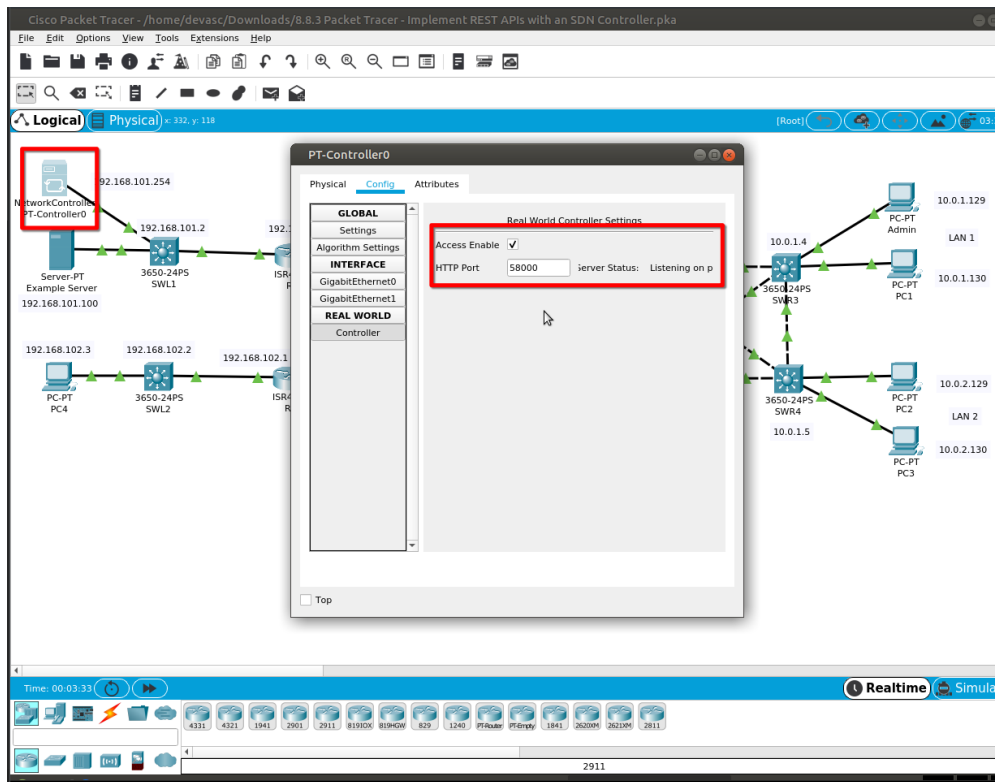 Cisco Packet Tracer - /home/devasc/Downloads/8.8.3 Packet Tracer - Implement REST APIs with an SDN Controller.pka
File Edit Options View Tools Extensions Help
Logical Physical x: 332, y: 118 [Root] 03:
PT-Controller0
Physical Config Attributes
GLOBAL
Settings
Algorithm Settings
INTERFACE
GigabitEthernet0
GigabitEthernet1
REAL WORLD
Controller
Real World Controller Settings
Access Enable
HTTP Port 58000 Server Status: Listening on p
Top
92.168.101.254
NetworkController
PT-Controller0
192.168.101.2
192.
Server-PT
Example Server
192.168.101.100
3650-24PS
SWL1
ISR4
R
192.168.102.3
192.168.102.2
192.168.102.1
PC-PT
PC4
3650-24PS
SWL2
ISR4
R
10.0.1.4
3650-24PS
SWR3
PC-PT
Admin
10.0.1.129
LAN 1
PC-PT
PC1
10.0.1.130
3650-24PS
SWR4
10.0.1.5
PC-PT
PC2
10.0.2.129
LAN 2
PC-PT
PC3
10.0.2.130
Time: 00:03:33
Realtime Simula
4331 4321 1941 2901 2911 819IOX 819HGW 829 1240 PT-Router PT-Empty 1841 2620XM 2621XM 2811
2911